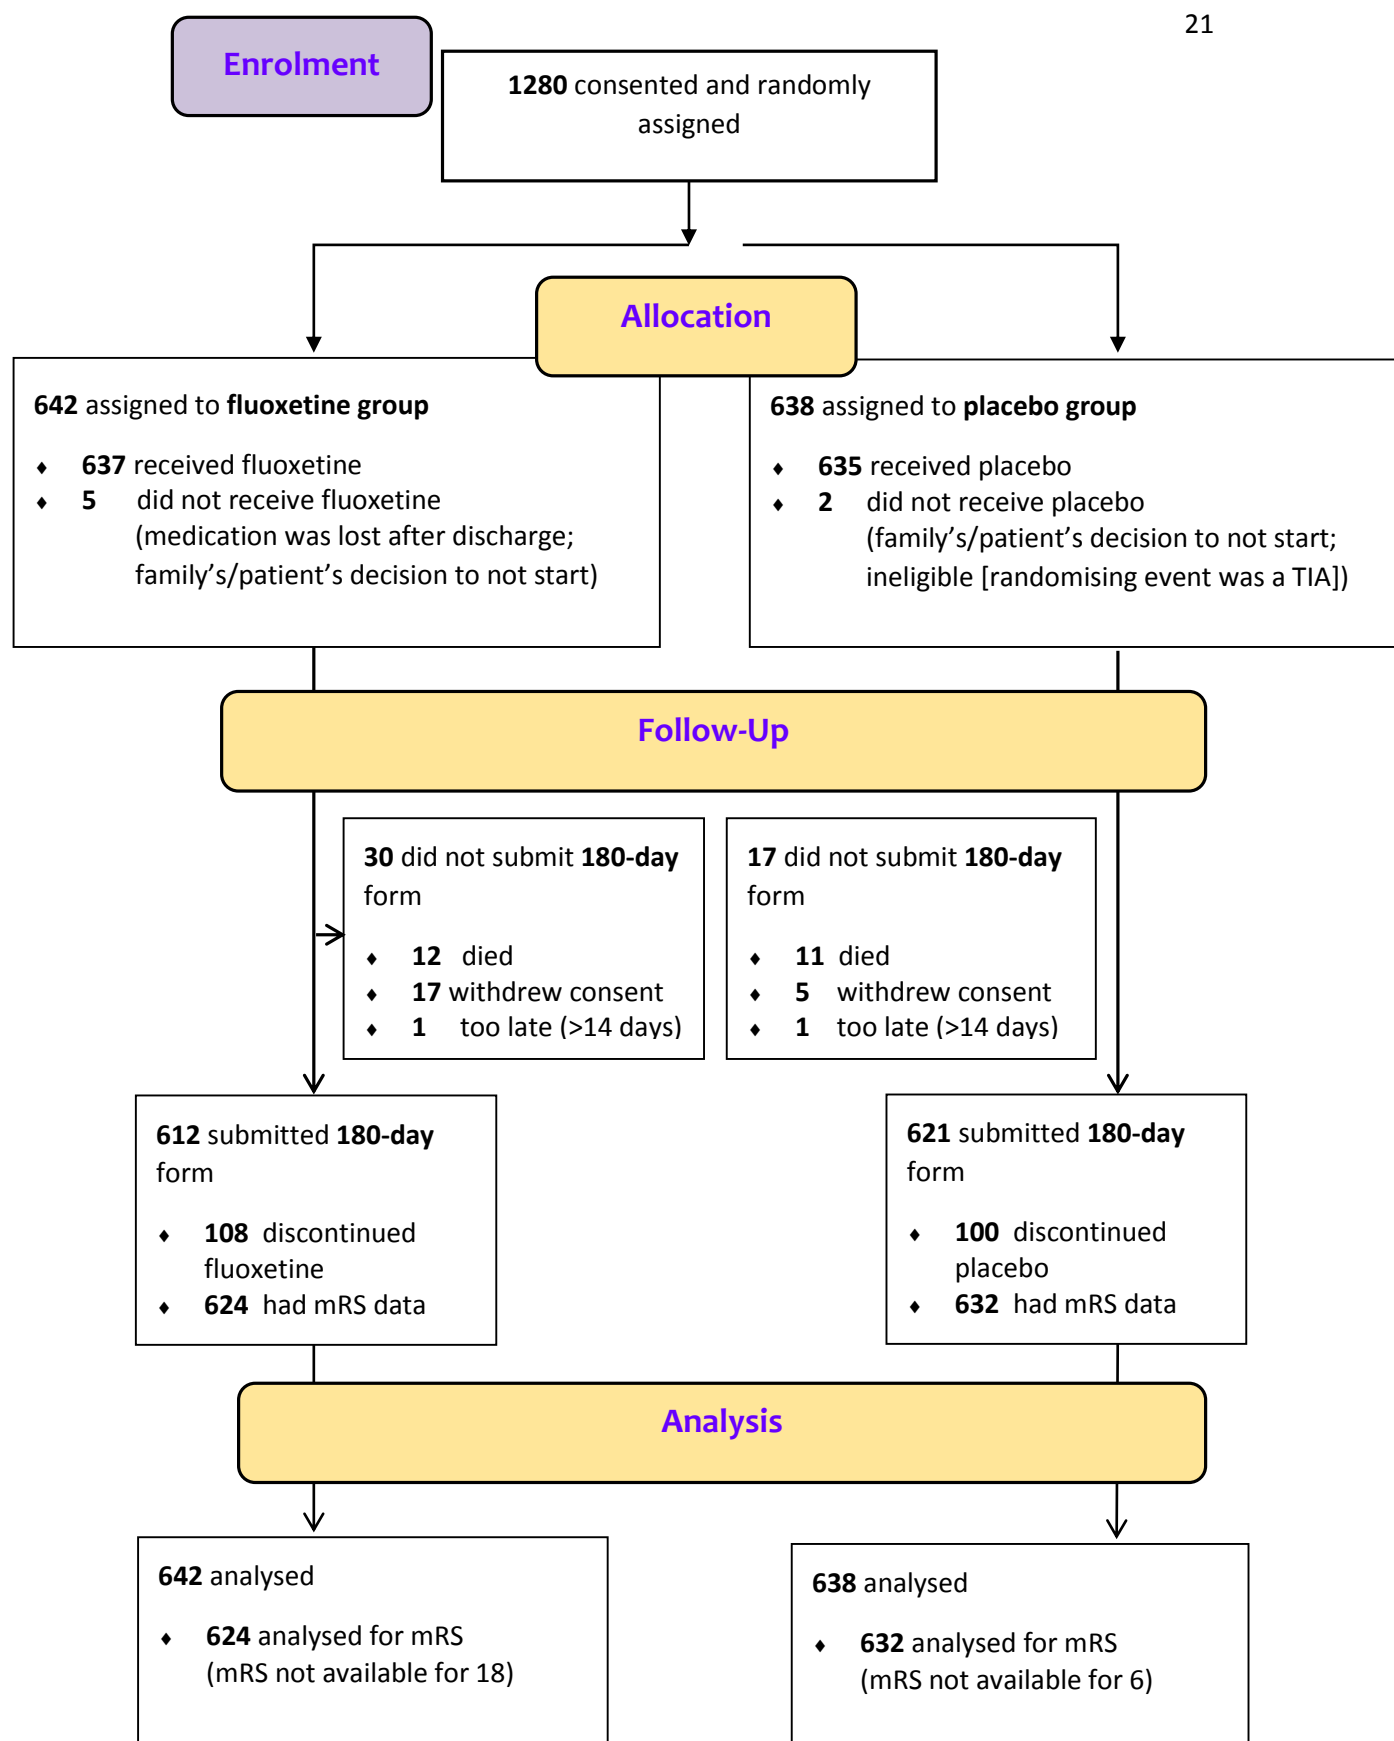 21
Enrolment
1280 consented and randomly
assigned
Allocation
642 assigned to fluoxetine group
♦ 637 received fluoxetine
♦ 5 did not receive fluoxetine
(medication was lost after discharge;
family’s/patient’s decision to not start)
638 assigned to placebo group
♦ 635 received placebo
♦ 2 did not receive placebo
(family’s/patient’s decision to not start;
ineligible [randomising event was a TIA])
Follow-Up
30 did not submit 180-day
form
♦ 12 died
♦ 17 withdrew consent
♦ 1 too late (>14 days)
17 did not submit 180-day
form
♦ 11 died
♦ 5 withdrew consent
♦ 1 too late (>14 days)
612 submitted 180-day
form
♦ 108 discontinued
fluoxetine
♦ 624 had mRS data
621 submitted 180-day
form
♦ 100 discontinued
placebo
♦ 632 had mRS data
Analysis
642 analysed
♦ 624 analysed for mRS
(mRS not available for 18)
638 analysed
♦ 632 analysed for mRS
(mRS not available for 6)